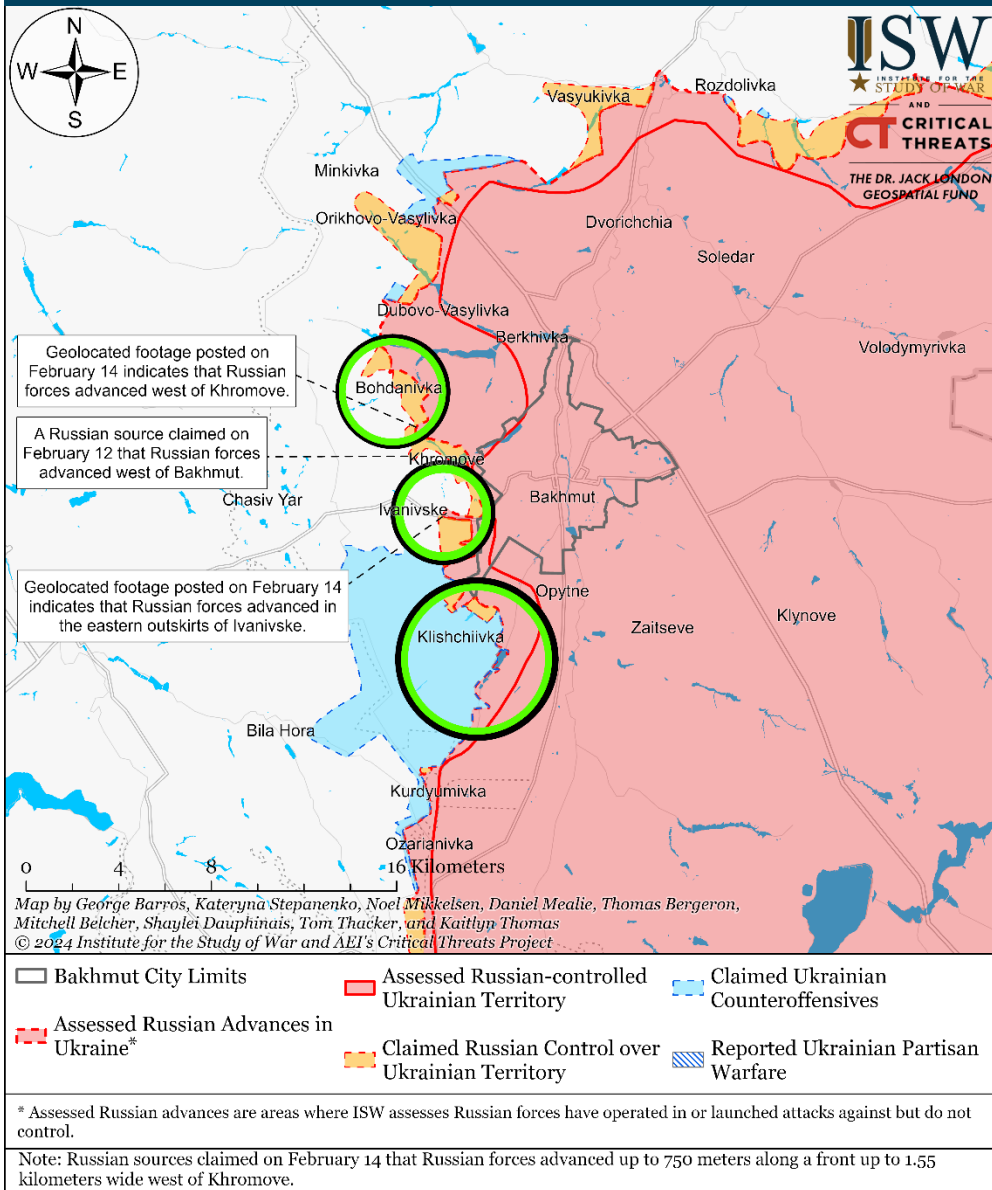 N
W
E
S
ISW
INSTITUTE FOR THE
STUDY OF WAR
AND
CT CRITICAL
THREATS
THE DR. JACK LONDON
GEOSPATIAL FUND
Vasyukivka
Rozdolivka
Minkivka
Orikhovo-Vasylivka
Dvorichchia
Soledar
Dubovo-Vasylivka
Berkhivka
Volodymyrivka
Geolocated footage posted on
February 14 indicates that Russian
forces advanced west of Khromove.
Bohdanivka
A Russian source claimed on
February 12 that Russian forces
advanced west of Bakhmut.
Khromove
Chasiv Yar
Ivanivske
Bakhmut
Geolocated footage posted on February 14
indicates that Russian forces advanced in
the eastern outskirts of Ivanivske.
Opytne
Klishchiivka
Zaitseve
Klynove
Bila Hora
Kurdyumivka
Ozarianivka
0 4 8 16 Kilometers
Map by George Barros, Kateryna Stepanenko, Noel Mikkelsen, Daniel Mealie, Thomas Bergeron,
Mitchell Belcher, Shaylei Dauphinais, Tom Thacker, and Kaitlyn Thomas
© 2024 Institute for the Study of War and AEI's Critical Threats Project
Bakhmut City Limits
Assessed Russian Advances in
Ukraine*
Assessed Russian-controlled
Ukrainian Territory
Claimed Russian Control over
Ukrainian Territory
Claimed Ukrainian
Counteroffensives
Reported Ukrainian Partisan
Warfare
* Assessed Russian advances are areas where ISW assesses Russian forces have operated in or launched attacks against but do not
control.
Note: Russian sources claimed on February 14 that Russian forces advanced up to 750 meters along a front up to 1.55
kilometers wide west of Khromove.